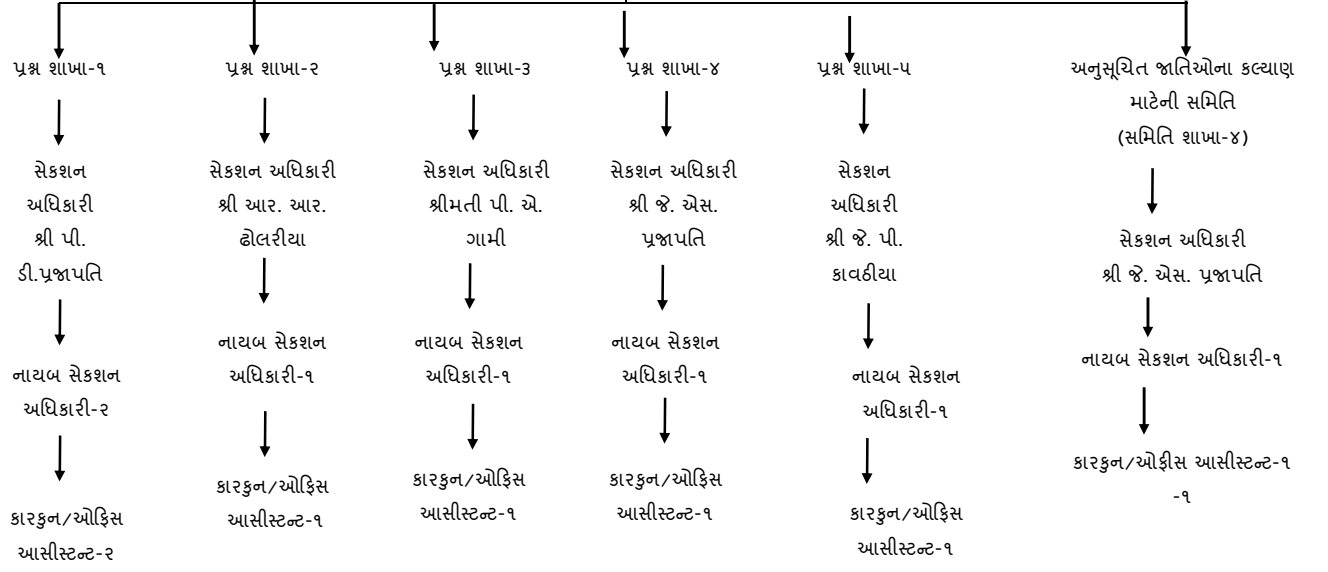 પ્રશ્ન શાખા-૧
સેકશન
અધિકારી
શ્રી પી.
ડી.પ્રજાપતિ
નાયબ સેકશન
અધિકારી-૨
કારકુન/ઓફિસ
આસીસ્ટન્ટ-૨
પ્રશ્ન શાખા-૨
સેકશન અધિકારી
શ્રી આર. આર.
ઢોલરીયા
નાયબ સેકશન
અધિકારી-૧
કારકુન/ઓફિસ
આસીસ્ટન્ટ-૧
પ્રશ્ન શાખા-૩
સેકશન અધિકારી
શ્રીમતી પી. એ.
ગામી
નાયબ સેકશન
અધિકારી-૧
કારકુન/ઓફિસ
આસીસ્ટન્ટ-૧
પ્રશ્ન શાખા-૪
સેકશન અધિકારી
શ્રી જે. એસ.
પ્રજાપતિ
નાયબ સેકશન
અધિકારી-૧
કારકુન/ઓફિસ
આસીસ્ટન્ટ-૧
પ્રશ્ન શાખા-૫
સેકશન
અધિકારી
શ્રી જે. પી.
કાવઠીયા
નાયબ સેકશન
અધિકારી-૧
કારકુન/ઓફિસ
આસીસ્ટન્ટ-૧
અનુસૂચિત જાતિઓના કલ્યાણ
માટેની સમિતિ
(સમિતિ શાખા-૪)
સેકશન અધિકારી
શ્રી જે. એસ. પ્રજાપતિ
નાયબ સેકશન અધિકારી-૧
કારકુન/ઓફીસ આસીસ્ટન્ટ-૧
-૧